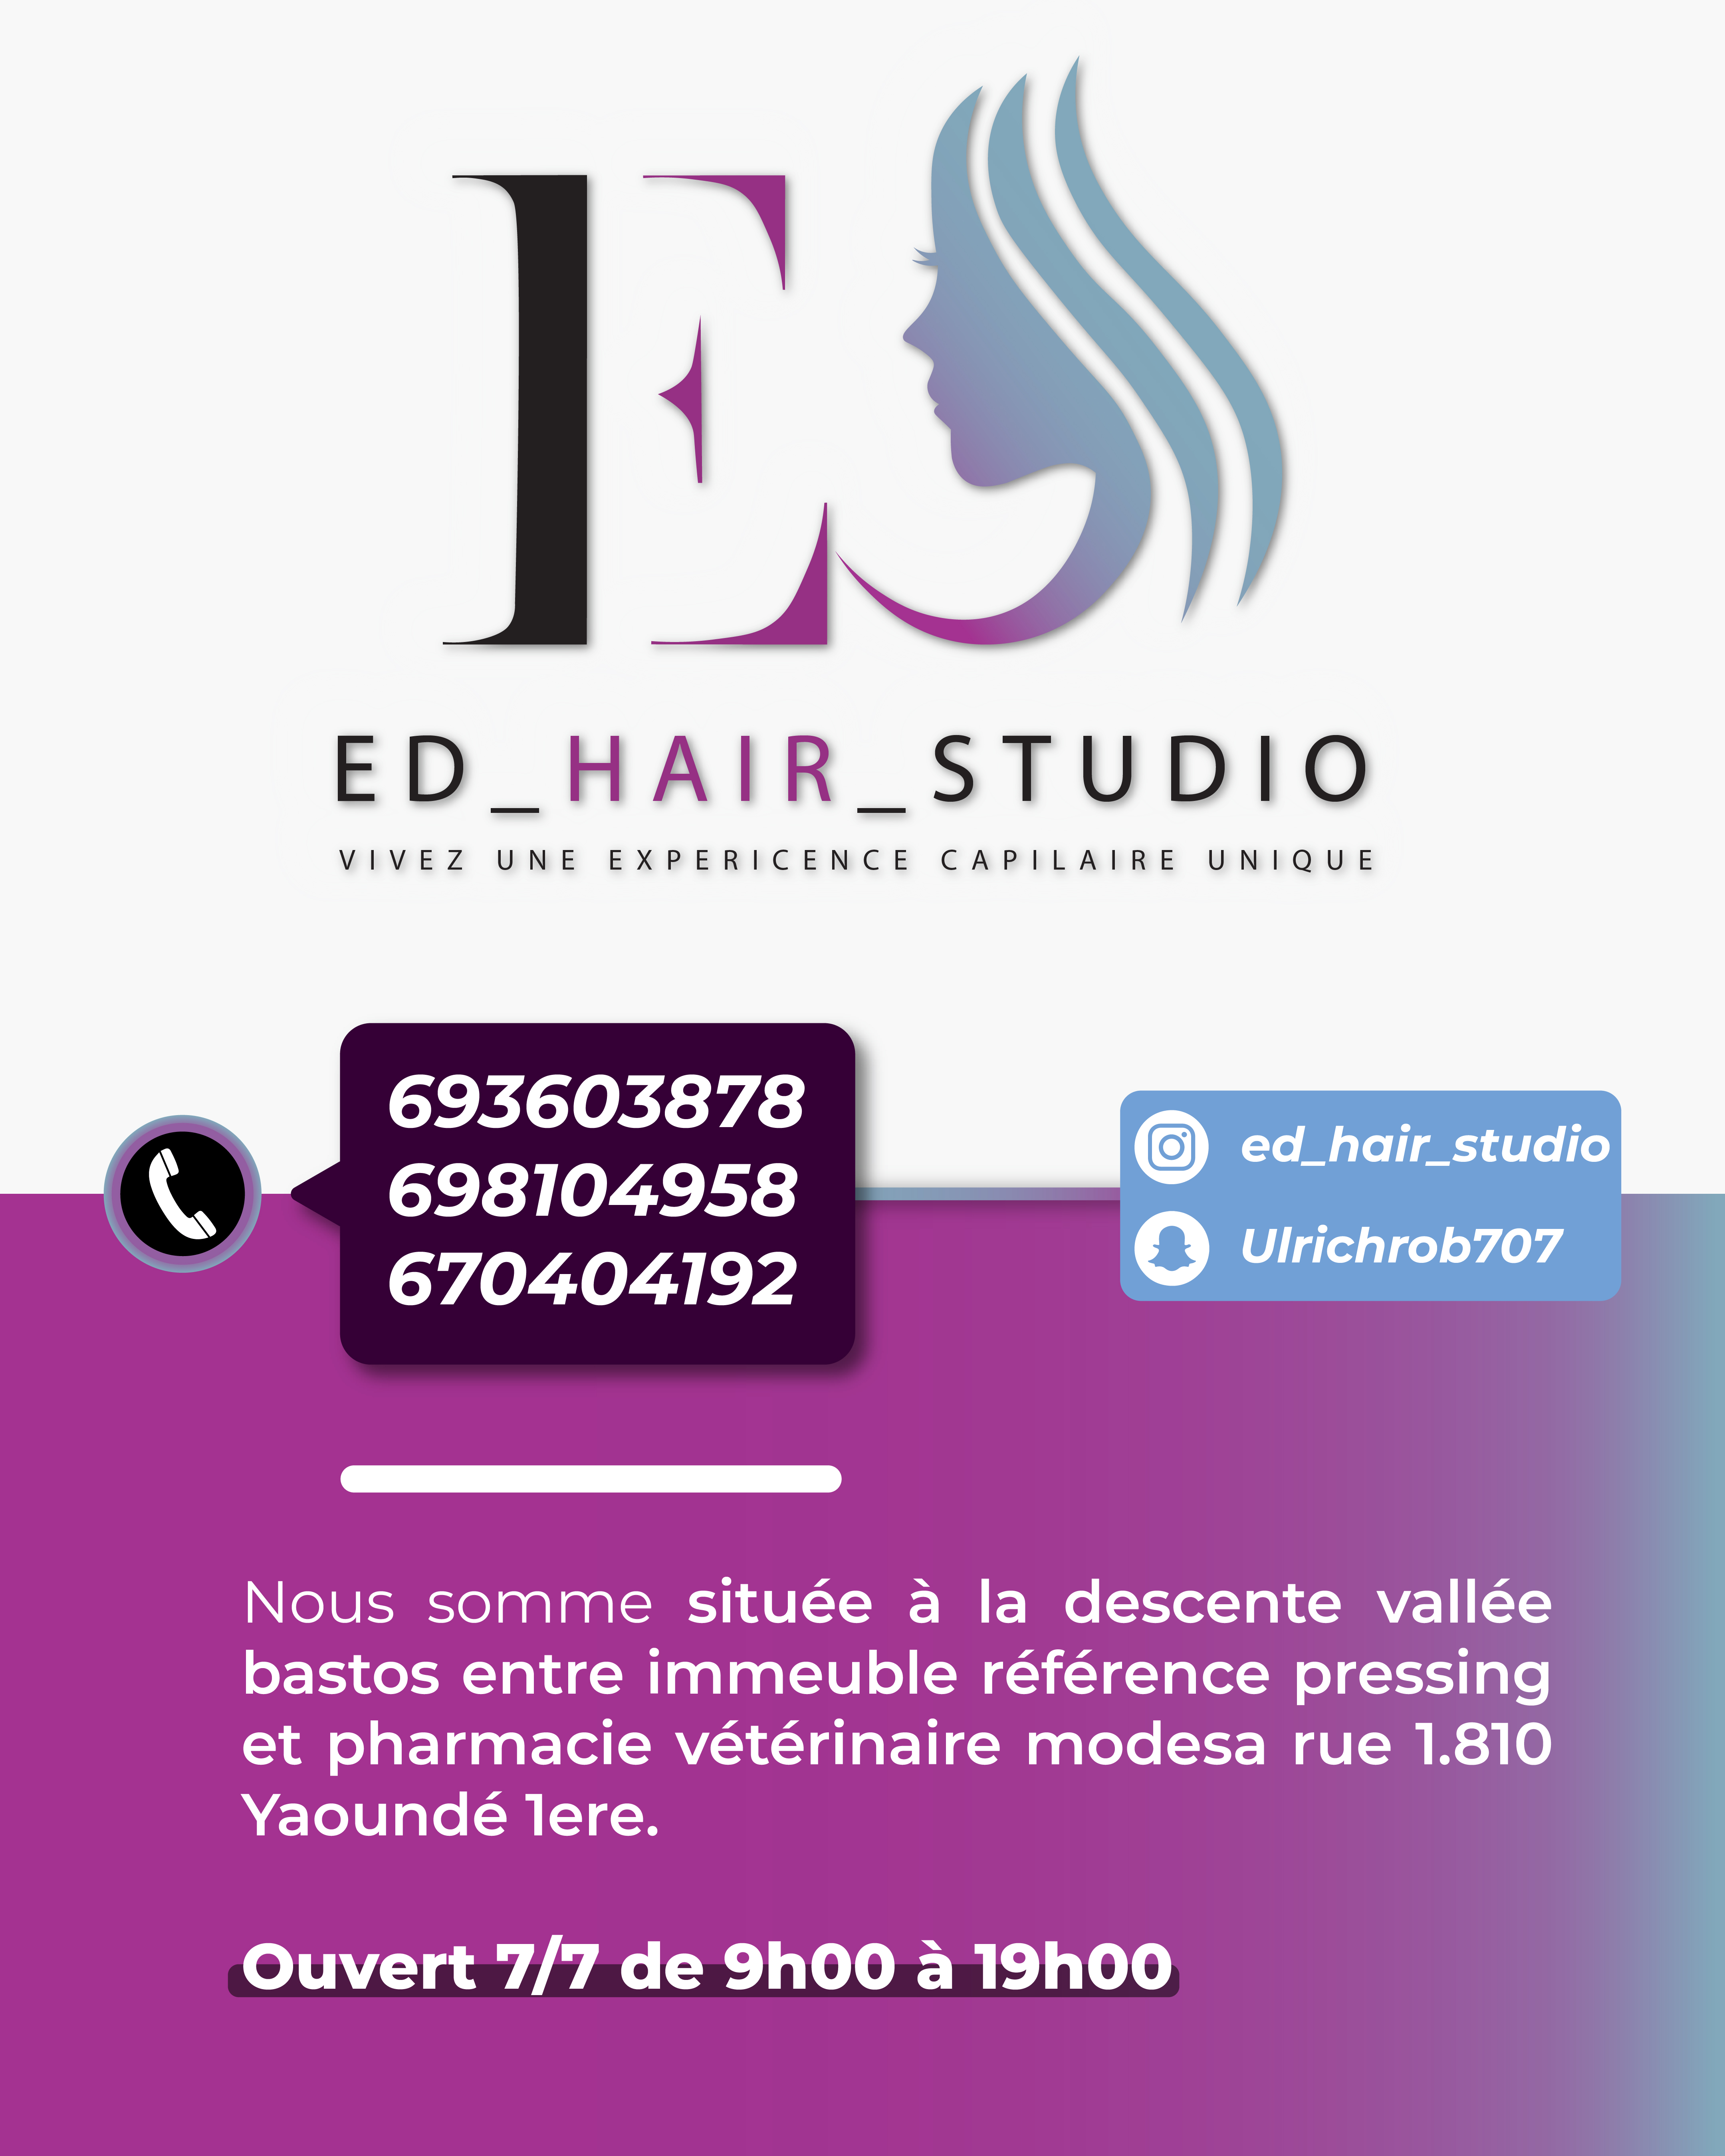 ED_HAIR_STUDIO
VIVEZ UNE EXPERICENCE CAPILAIRE UNIQUE
693603878
698104958
670404192
ed_hair_studio
Ulrichrob707
Nous somme située à la descente vallée
bastos entre immeuble référence pressing
et pharmacie vétérinaire modesa rue 1.810
Yaoundé 1ere.
Ouvert 7/7 de 9h00 à 19h00